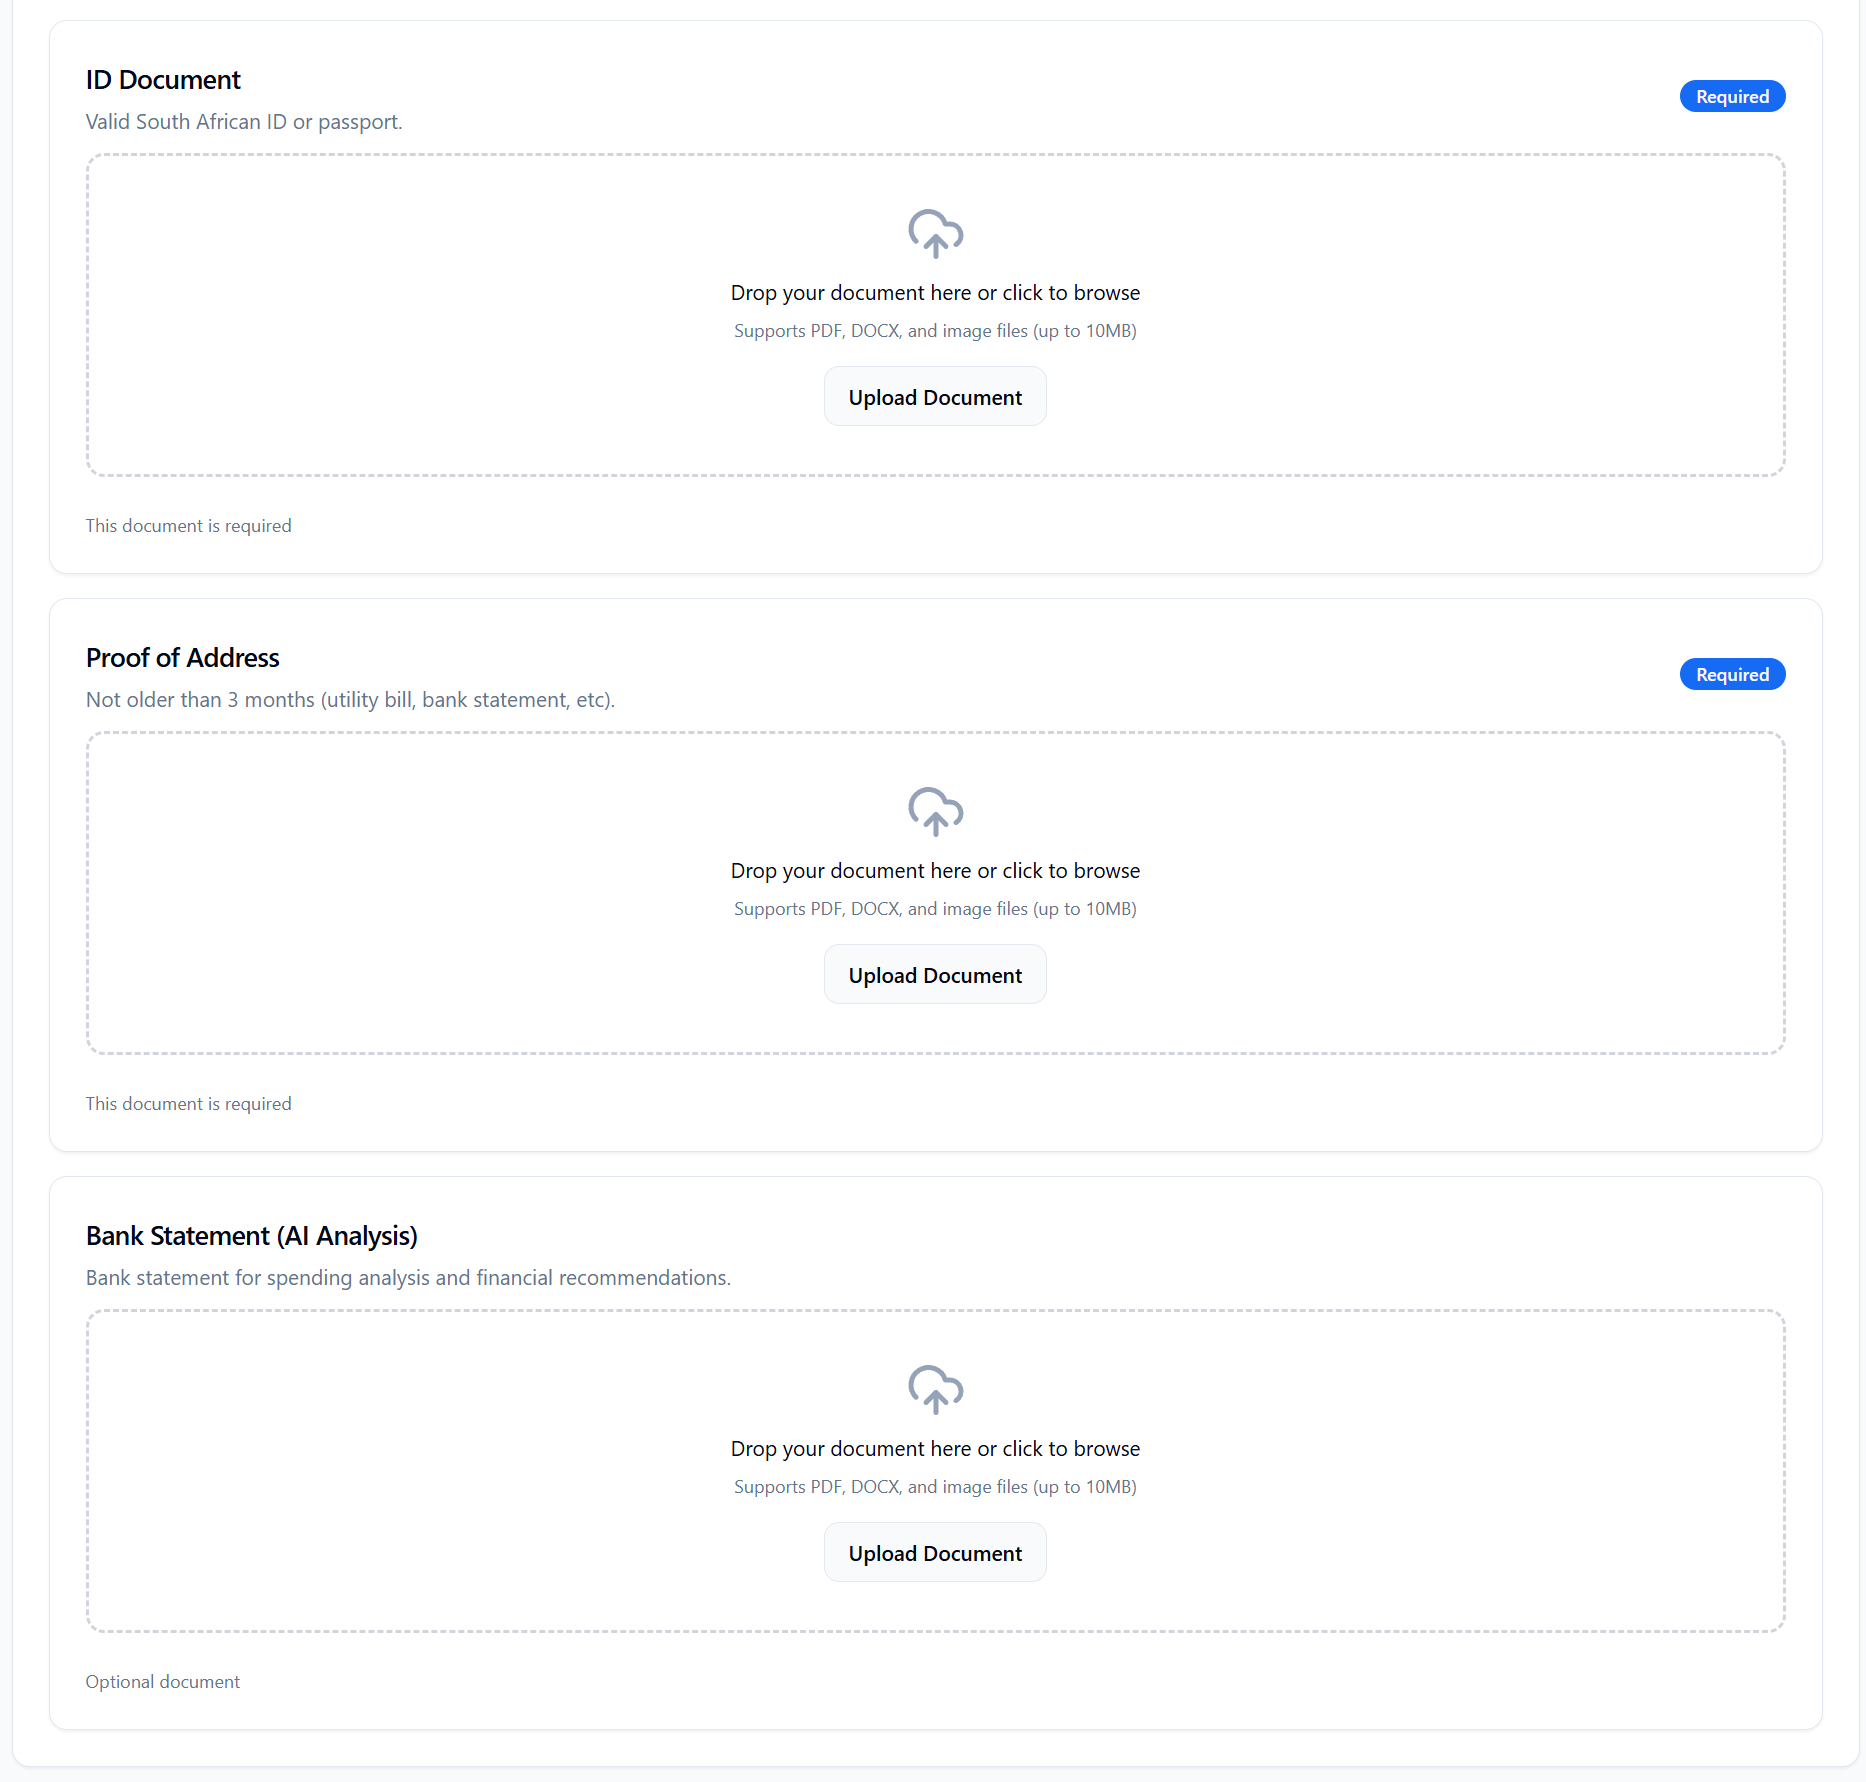 ID Document
Required
Valid South African ID or passport.
Drop your document here or click to browse
Supports PDF, DOCX, and image files (up to 10MB)
Upload Document
This document is required
Proof of Address
Required
Not older than 3 months (utility bill, bank statement, etc).
Drop your document here or click to browse
Supports PDF, DOCX, and image files (up to 10MB)
Upload Document
This document is required
Bank Statement (AI Analysis)
Bank statement for spending analysis and financial recommendations.
Drop your document here or click to browse
Supports PDF, DOCX, and image files (up to 10MB)
Upload Document
Optional document